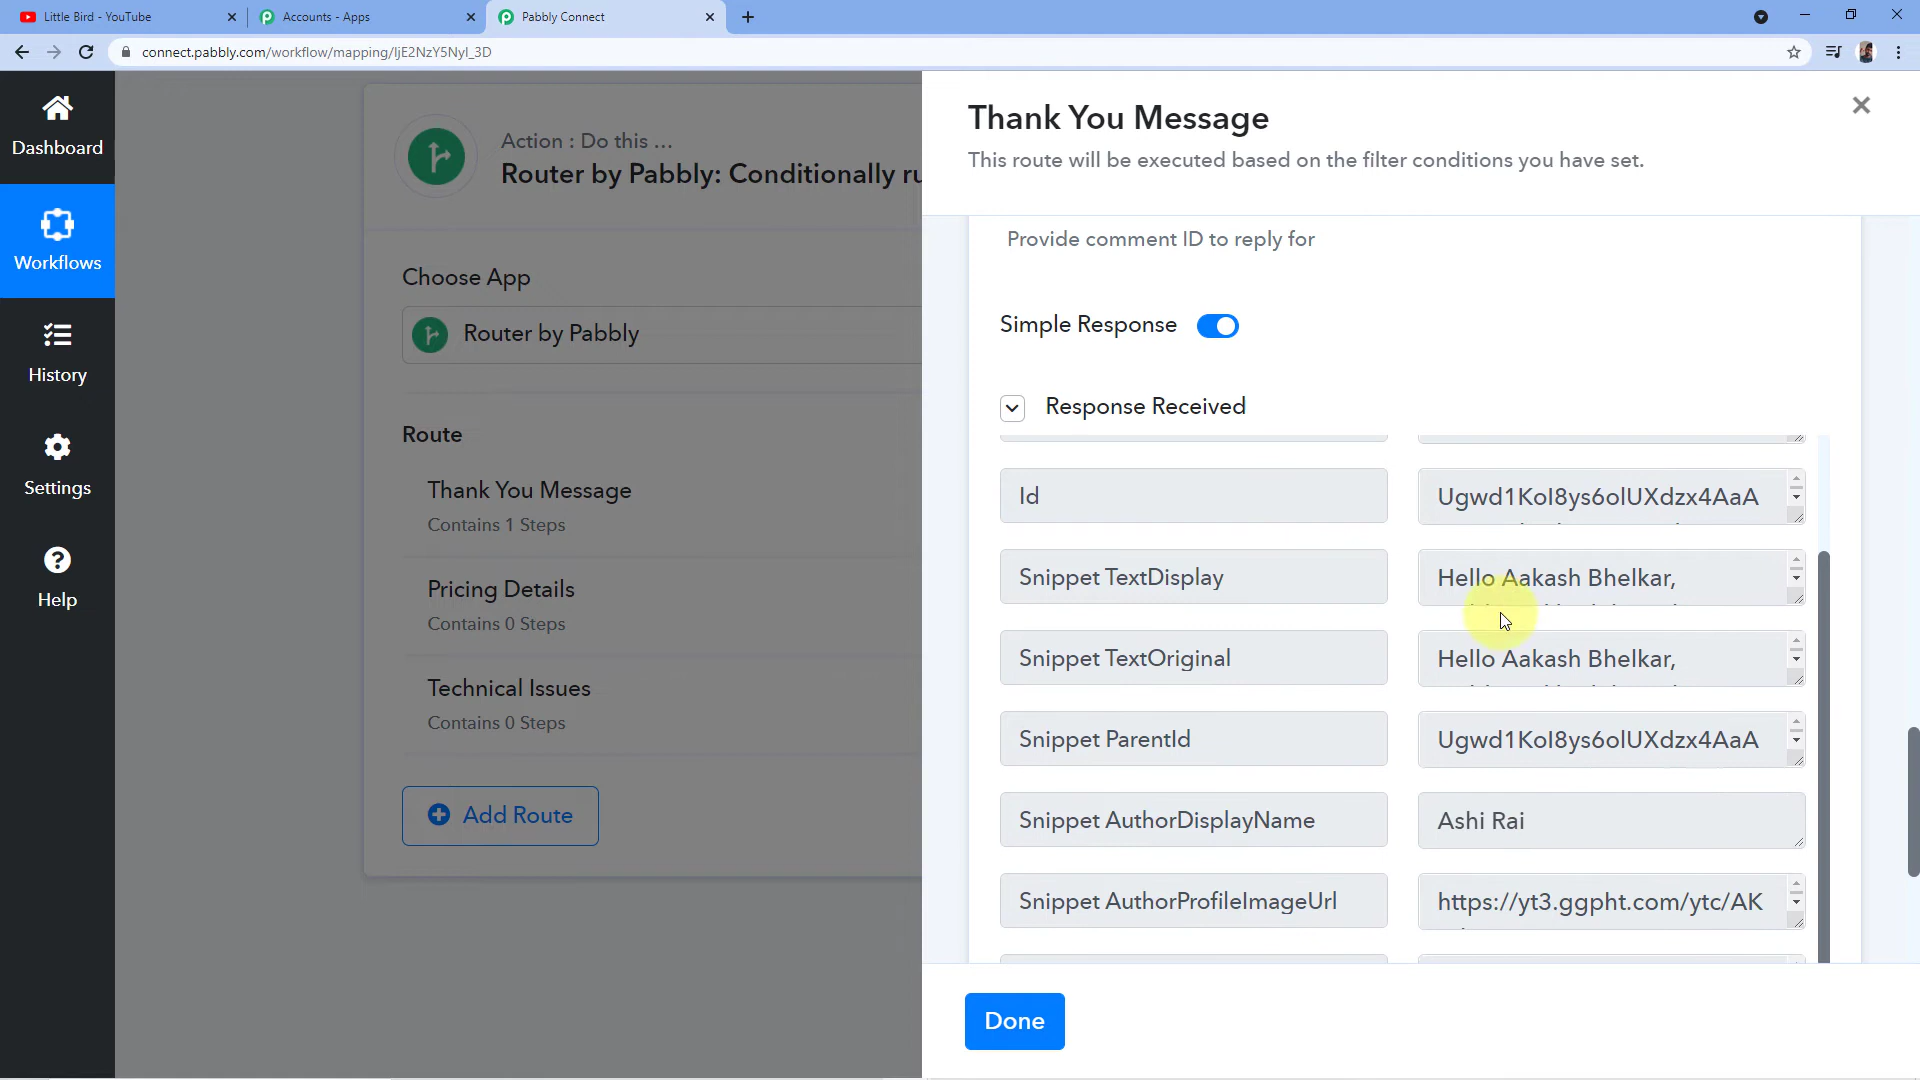 Little Bird - YouTube
Accounts - Apps
Pabbly Connect
connect.pabbly.com/workflow/mapping/IjE2NzY5NyI_3D
Dashboard
Workflows
History
Settings
Help
Action : Do this ...
Router by Pabbly: Conditionally ru
Choose App
Router by Pabbly
Route
Thank You Message
Contains 1 Steps
Pricing Details
Contains 0 Steps
Technical Issues
Contains 0 Steps
Add Route
Thank You Message
This route will be executed based on the filter conditions you have set.
Provide comment ID to reply for
Simple Response
Response Received
Id
Ugwd1KoI8ys6olUXdzx4AaA
Snippet TextDisplay
Hello Aakash Bhelkar,
Snippet TextOriginal
Hello Aakash Bhelkar,
Snippet ParentId
Ugwd1KoI8ys6olUXdzx4AaA
Snippet AuthorDisplayName
Ashi Rai
Snippet AuthorProfileImageUrl
https://yt3.ggpht.com/ytc/AK
Done